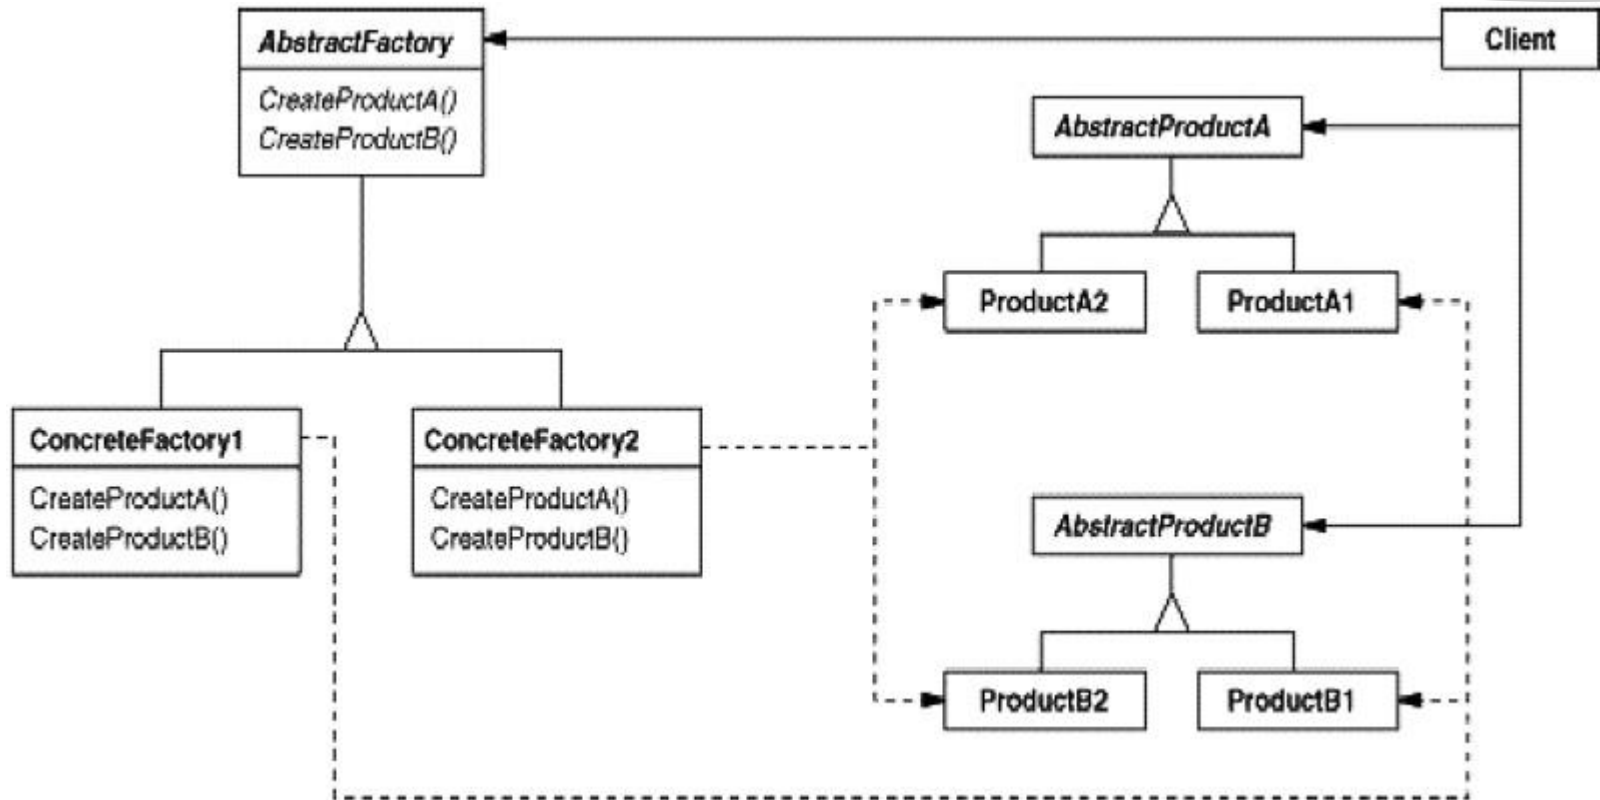 AbstractFactory
CreateProductA()
CreateProductB()
Client
AbstractProductA
ProductA2
ProductA1
ConcreteFactory1
CreateProductA()
CreateProductB()
ConcreteFactory2
CreateProductA()
CreateProductB()
AbstractProductB
ProductB2
ProductB1